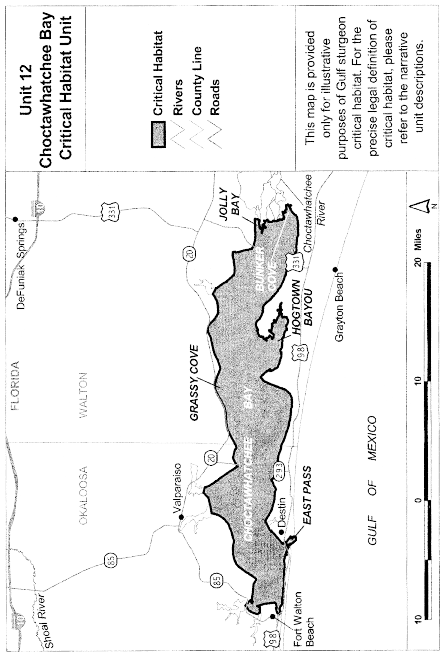 Unit 12
Choctawhatchee Bay
Critical Habitat Unit
Critical Habitat
Rivers
County Line
Roads
This map is provided
only for illustrative
purposes of Gulf sturgeon
critical habitat. For the
precise legal definition of
critical habitat, please
refer to the narrative
unit descriptions.
FLORIDA
Shoal River
OKALOOSA
WALTON
DeFuniak Springs
85
331
Valparaiso
20
GRASSY COVE
20
JOLLY
BAY
85
CHOCTAWHATCHEE
BAY
BUNKER
COVE
Choctawhatchee
River
331
HOGTOWN
BAYOU
98
293
Destin
EAST PASS
Fort Walton
Beach
98
Grayton Beach
GULF OF MEXICO
10
0
10
20
Miles
N